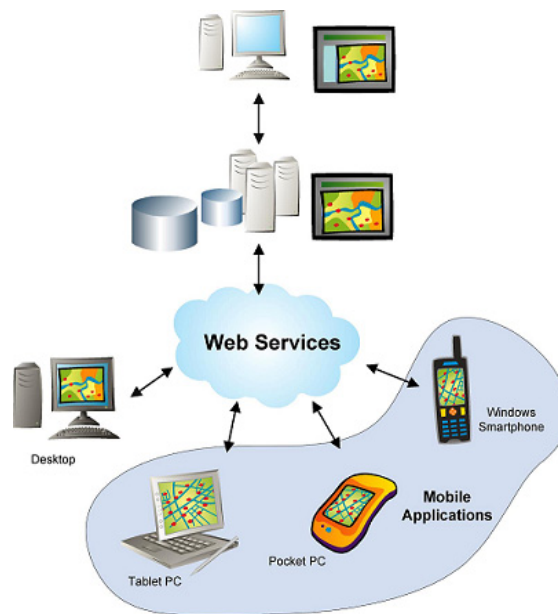 Web Services
Desktop
Windows
Smartphone
Mobile
Applications
Pocket PC
Tablet PC